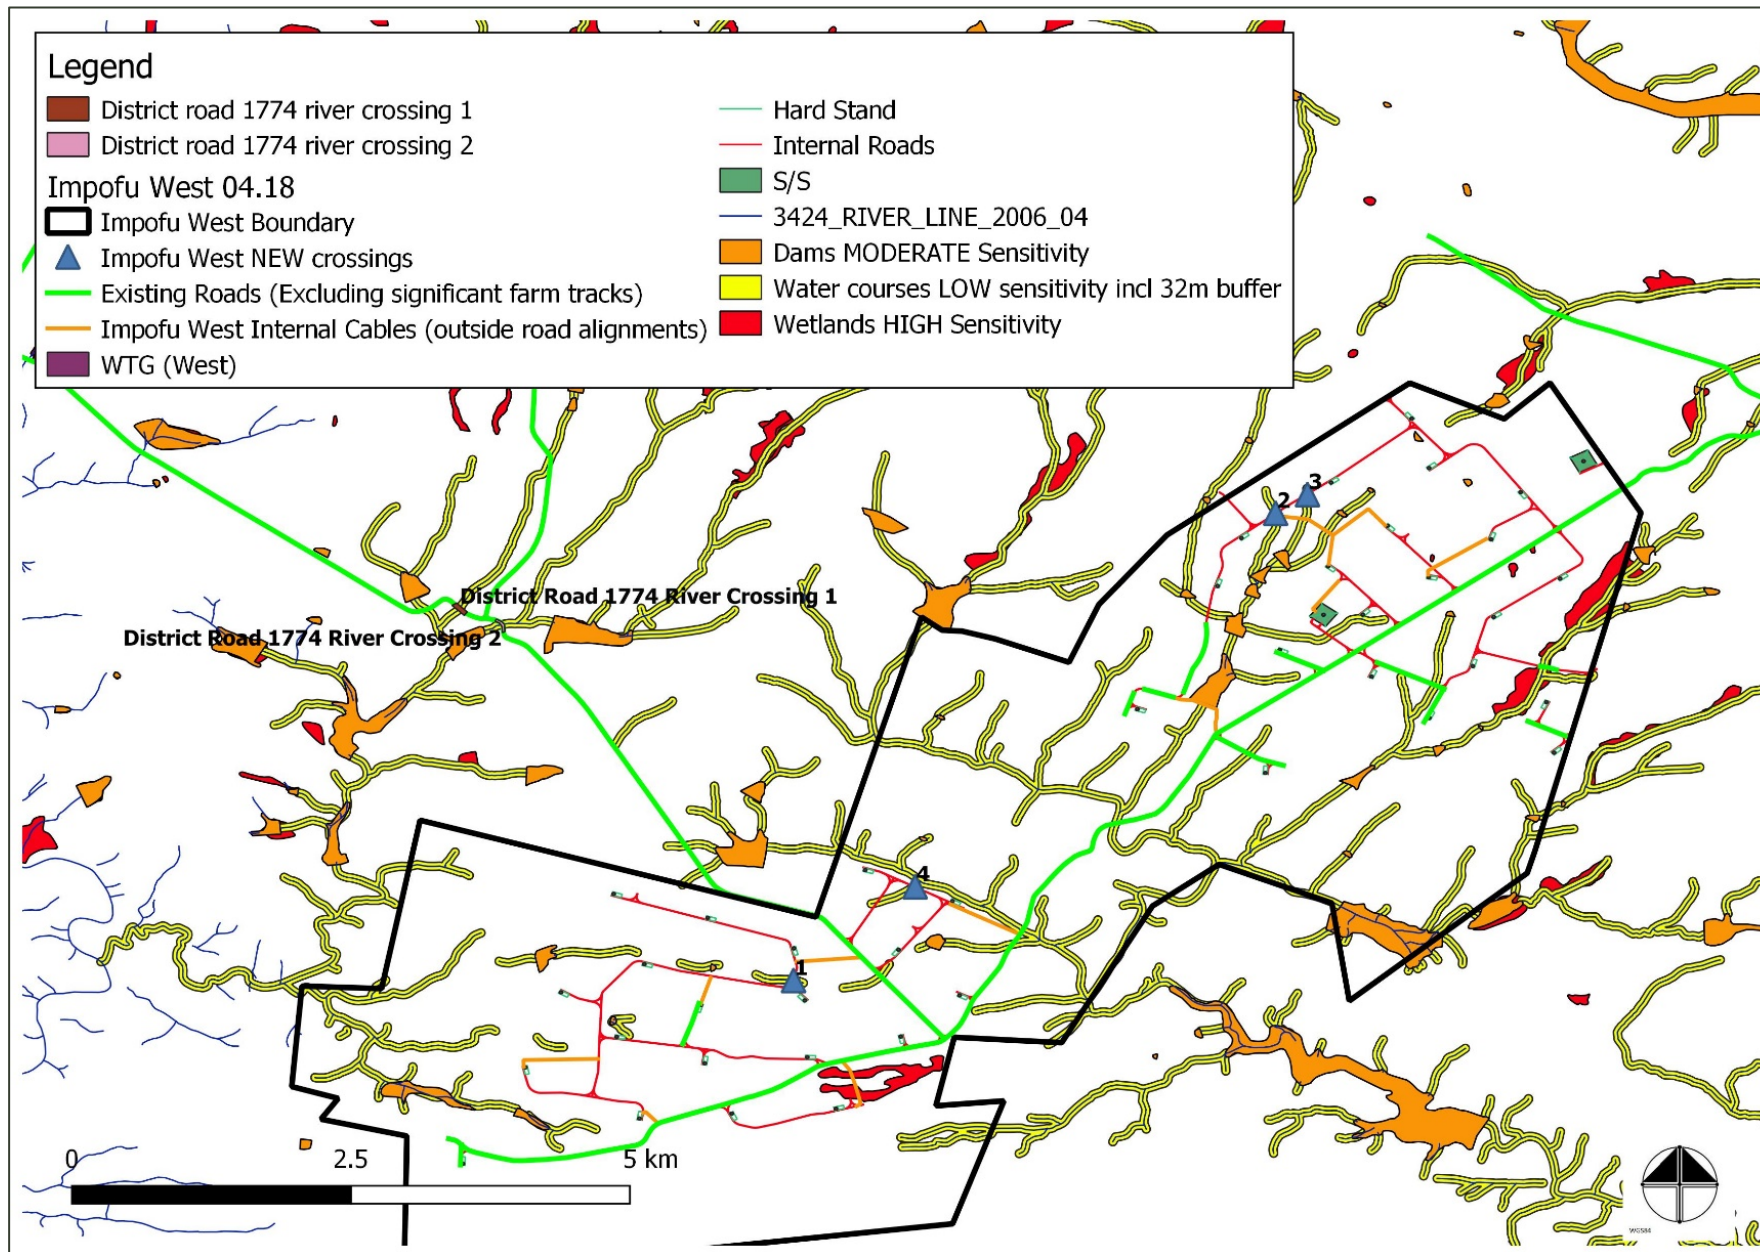 Legend
District road 1774 river crossing 1
District road 1774 river crossing 2
Impofu West 04.18
Impofu West Boundary
Impofu West NEW crossings
Existing Roads (Excluding significant farm tracks)
Impofu West Internal Cables (outside road alignments)
WTG (West)
Hard Stand
Internal Roads
S/S
3424_RIVER_LINE_2006_04
Dams MODERATE Sensitivity
Water courses LOW sensitivity incl 32m buffer
Wetlands HIGH Sensitivity
3
2
District Road 1774 River Crossing 1
District Road 1774 River Crossing 2
4
1
0 2.5 5 km
WGS84